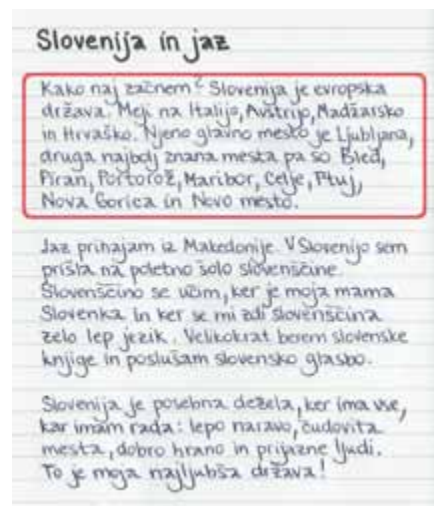 Slovenija in jaz
Kako naj začnem? Slovenija je evropska
država. Meji na Italijo, Avstrijo, Madžarsko
in Hrvaško. Njeno glavno mesto je Ljubljana,
druga najbolj znana mesta pa so Bled,
Piran, Portorož, Maribor, Celje, Ptuj,
Nova Gorica in Novo mesto.
Jaz prihajam iz Makedonije. V Slovenijo sem
prišla na poletno šolo slovenščine.
Slovenščino se učim, ker je moja mama
Slovenka in ker se mi zdi slovenščina
zelo lep jezik. Velikokrat berem slovenske
knjige in poslušam slovensko glasbo.
Slovenija je posebna dežela, ker ima vse,
kar imam rada: lepo naravo, čudovita
mesta, dobro hrano in prijazne ljudi.
To je moja najljubša država!